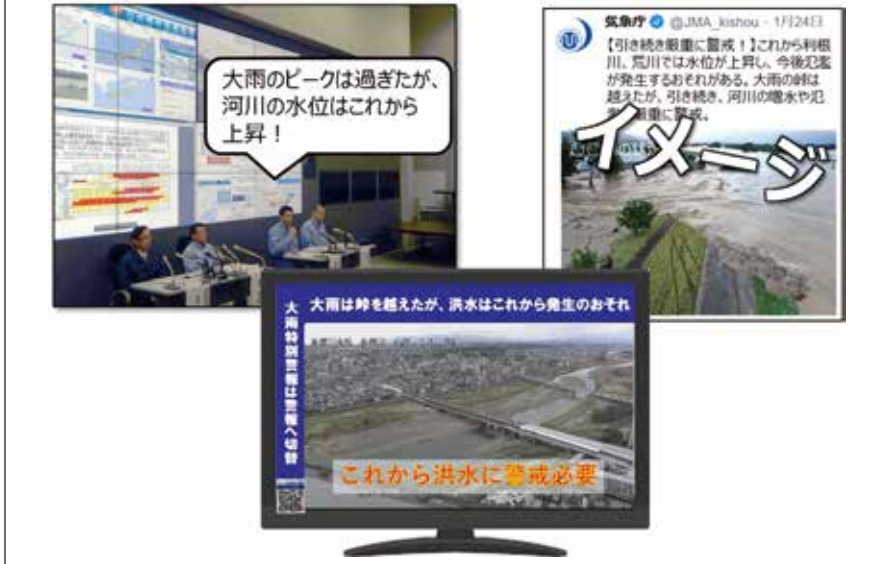 大雨のピークは過ぎたが、
河川の水位はこれから
上昇！
気象庁 @JMA_kishou・1月24日
【引き続き厳重に警戒！】これから利根
川、荒川では水位が上昇し、今後氾濫
が発生するおそれがある。大雨の峠は
越えたが、引き続き、河川の増水や氾
厳重に警戒。
イメージ
大雨は峠を越えたが、洪水はこれから発生のおそれ
大雨特別警報は警報へ切替
これから洪水に警戒必要